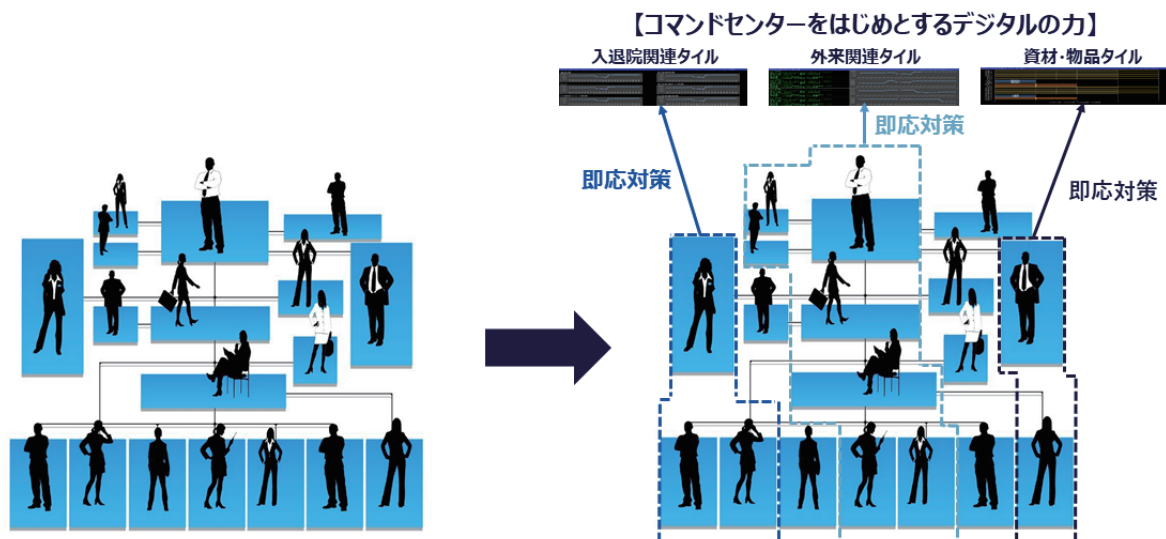 【コマンドセンターをはじめとするデジタルの力】
入退院関連タイル
外来関連タイル
資材・物品タイル
即応対策
即応対策
即応対策